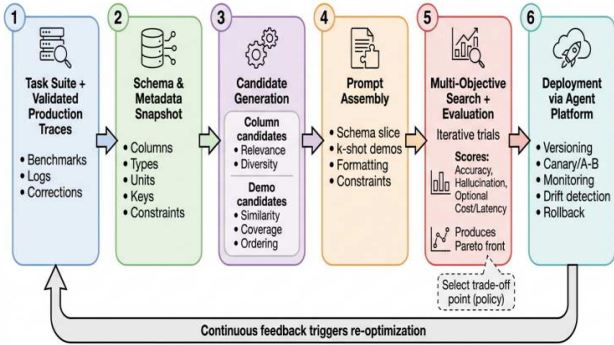 1
Task Suite +
Validated
Production
Traces
• Benchmarks
• Logs
• Corrections
2
Schema &
Metadata
Snapshot
• Columns
• Types
• Units
• Keys
• Constraints
3
Candidate
Generation
Column
candidates
• Relevance
• Diversity
Demo
candidates
• Similarity
• Coverage
• Ordering
4
Prompt
Assembly
• Schema slice
• k-shot demos
• Formatting
• Constraints
5
Multi-Objective
Search +
Evaluation
Iterative trials
Scores:
Accuracy,
Hallucination,
Optional
Cost/Latency
Produces
Pareto front
Select trade-off
point (policy)
6
Deployment
via Agent
Platform
• Versioning
• Canary/A-B
• Monitoring
• Drift detection
• Rollback
Continuous feedback triggers re-optimization